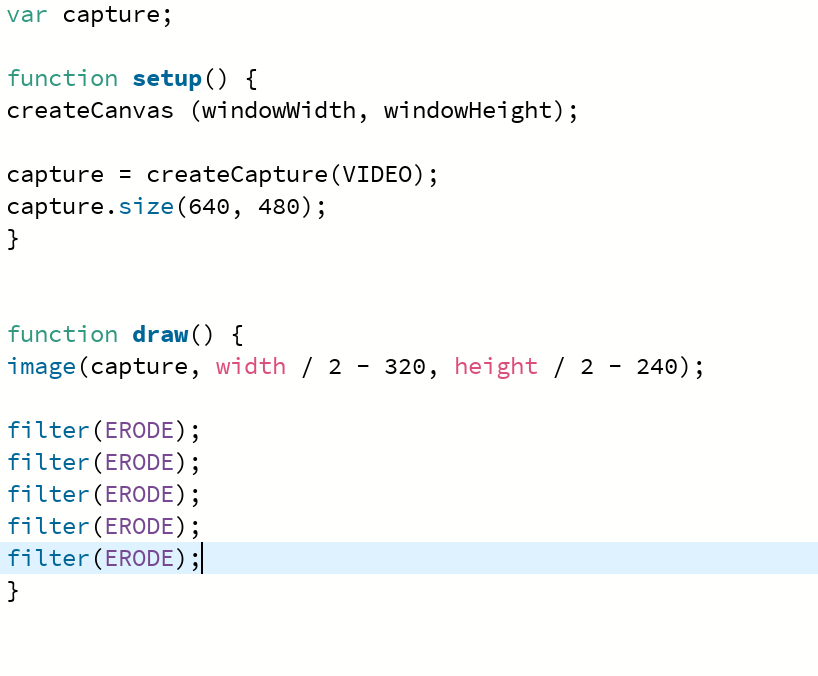 var capture;
function setup() {
createCanvas (windowWidth, windowHeight);
capture = createCapture(VIDEO);
capture.size(640, 480);
}
function draw() {
image(capture, width / 2 - 320, height / 2 - 240);
filter(ERODE);
filter(ERODE);
filter(ERODE);
filter(ERODE);
filter(ERODE);
}